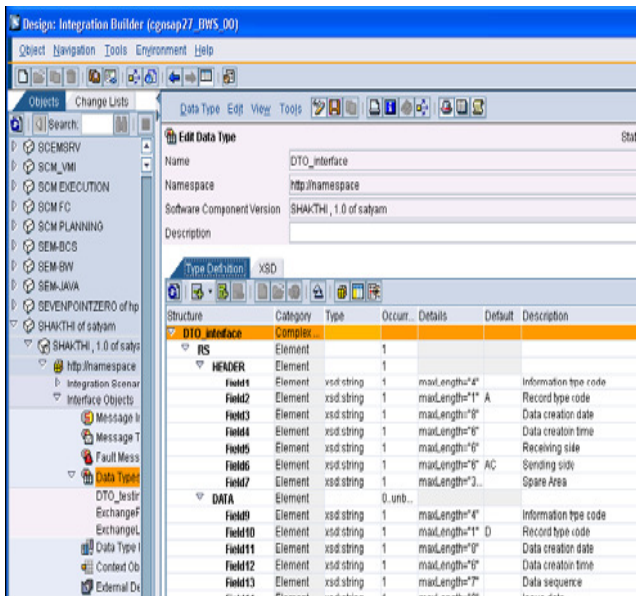 Design: Integration Builder (cgnsap27_BWS_00)
Object Navigation Tools Environment Help
Objects Change Lists
Search:
SCEMSRV
SCM_VMI
SCM EXECUTION
SCM FC
SCM PLANNING
SEM-BCS
SEM-BW
SEM-JAVA
SEVENPOINTZERO of hp
SHAKTHI of satyam
SHAKTHI , 1.0 of satya
http://namespace
Integration Scenar
Interface Objects
Message In
Message T
Fault Mess
Data Types
DTO_testin
ExchangeF
ExchangeL
Data Type
Context Ob
External De
Data Type Edit View Tools
Edit Data Type
Stat
Name DTO_interface
Namespace http://namespace
Software Component Version SHAKTHI , 1.0 of satyam
Description
Type Definition XSD
Structure Category Type Occurr... Details Default Description
DTO_interface Complex ...
RS Element 1
HEADER Element 1
Field1 Element xsd:string 1 maxLength="4" Information type code
Field2 Element xsd:string 1 maxLength="1" A Record type code
Field3 Element xsd:string 1 maxLength="8" Data creation date
Field4 Element xsd:string 1 maxLength="6" Data creatoin time
Field5 Element xsd:string 1 maxLength="6" Receiving side
Field6 Element xsd:string 1 maxLength="6" AC Sending side
Field7 Element xsd:string 1 maxLength="3... Spare Area
DATA Element 0..unb...
Field9 Element xsd:string 1 maxLength="4" Information type code
Field10 Element xsd:string 1 maxLength="1" D Record type code
Field11 Element xsd:string 1 maxLength="8" Data creation date
Field12 Element xsd:string 1 maxLength="6" Data creatoin time
Field13 Element xsd:string 1 maxLength="7" Data sequence